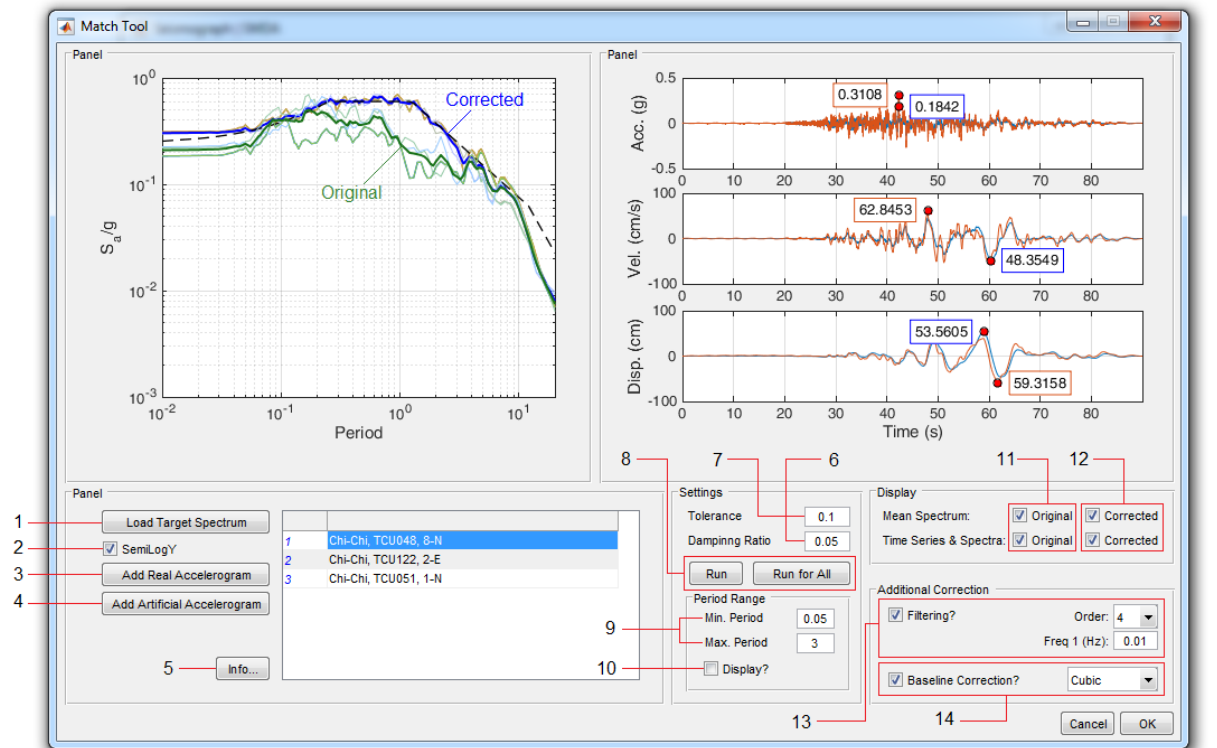 Match Tool
Panel
10^0
10^-1
10^-2
10^-3
S_a/g
Corrected
Original
10^-2
10^-1
10^0
10^1
Period
Panel
0.5
0
-0.5
Acc. (g)
0.3108
0.1842
0 10 20 30 40 50 60 70 80
100
0
-100
Vel. (cm/s)
62.8453
48.3549
0 10 20 30 40 50 60 70 80
100
0
-100
Disp. (cm)
53.5605
59.3158
0 10 20 30 40 50 60 70 80
Time (s)
8 7 6 11 12
Panel
1 Load Target Spectrum
2 SemiLogY
3 Add Real Accelerogram
4 Add Artificial Accelerogram
5 Info...
1 Chi-Chi, TCU048, 8-N
2 Chi-Chi, TCU122, 2-E
3 Chi-Chi, TCU051, 1-N
Settings
Tolerance 0.1
Dampinng Ratio 0.05
Run Run for All
Period Range
9 Min. Period 0.05
Max. Period 3
10 Display?
Display
Mean Spectrum: Original Corrected
Time Series & Spectra: Original Corrected
Additional Correction
Filtering? Order: 4
Freq 1 (Hz): 0.01
Baseline Correction? Cubic
13 14
Cancel OK